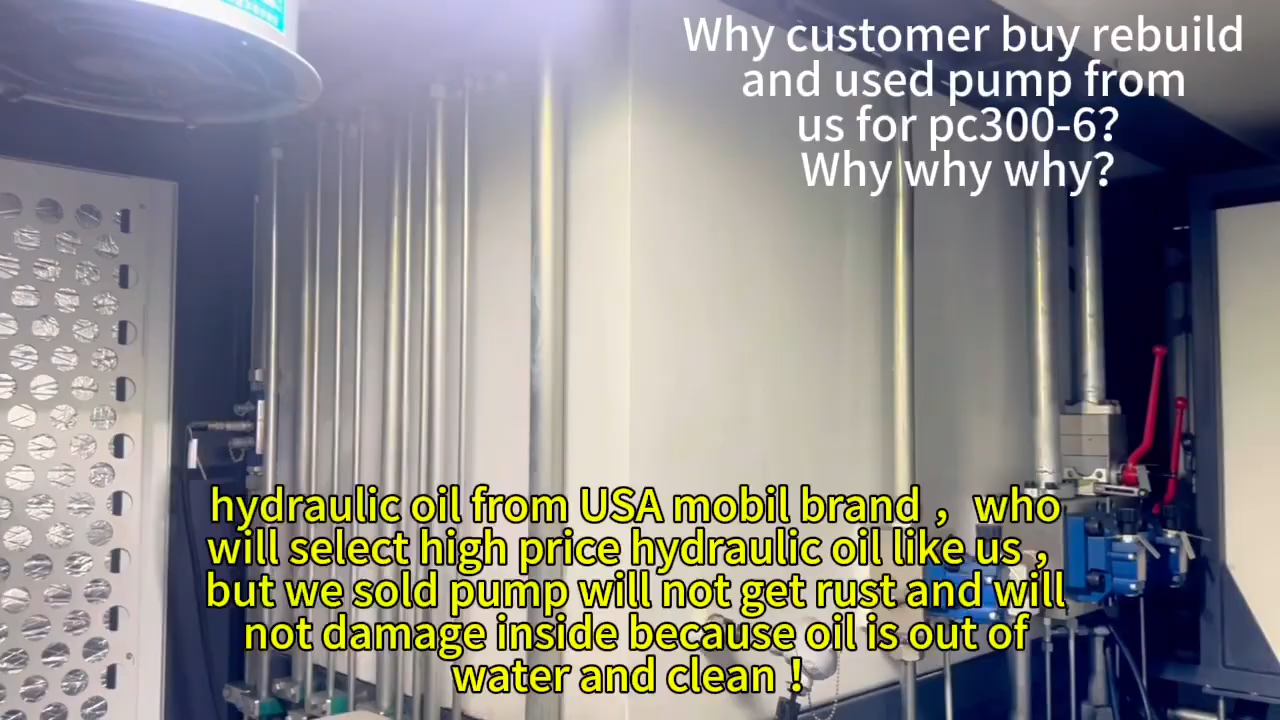 Why customer buy rebuild
and used pump from
us for pc300-6?
Why why why?
hydraulic oil from USA mobil brand ，who
will select high price hydraulic oil like us ，
but we sold pump will not get rust and will
not damage inside because oil is out of
water and clean！